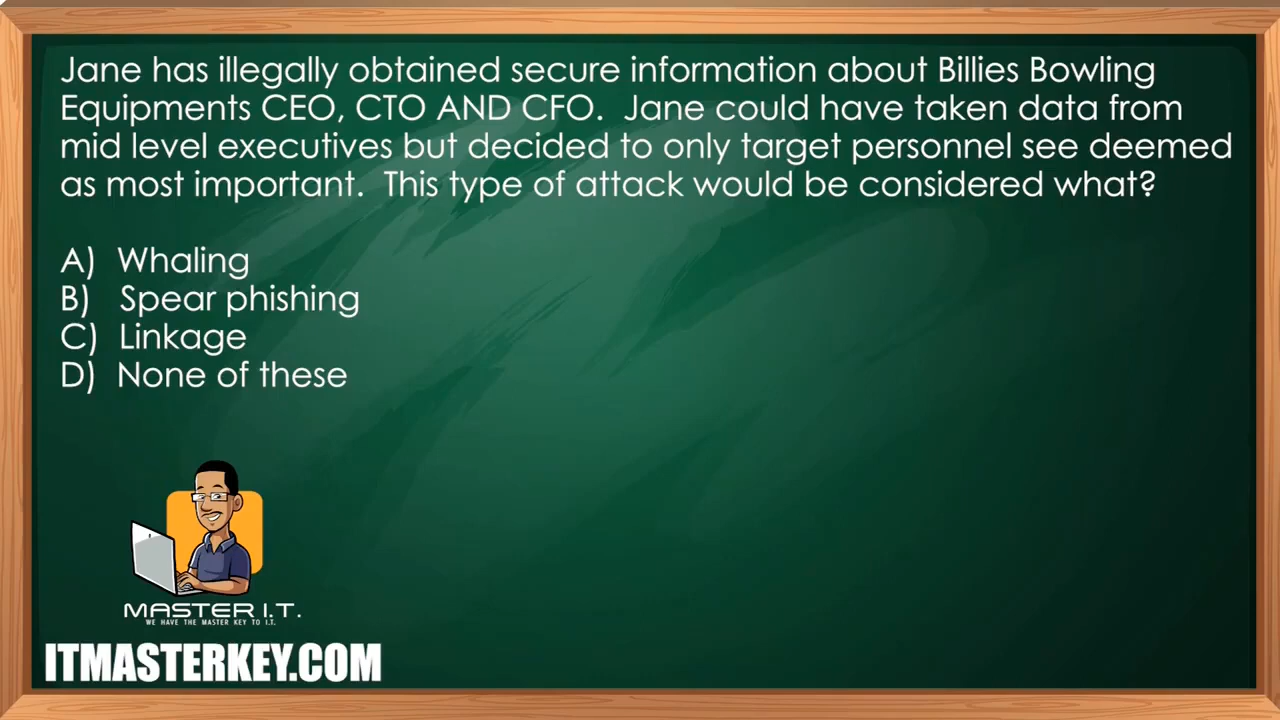 Jane has illegally obtained secure information about Billies Bowling
Equipments CEO, CTO AND CFO.  Jane could have taken data from
mid level executives but decided to only target personnel see deemed
as most important.  This type of attack would be considered what?
A)  Whaling
B)  Spear phishing
C)  Linkage
D)  None of these
MASTER I.T.
WE HAVE THE MASTER KEY TO I.T.
ITMASTERKEY.COM